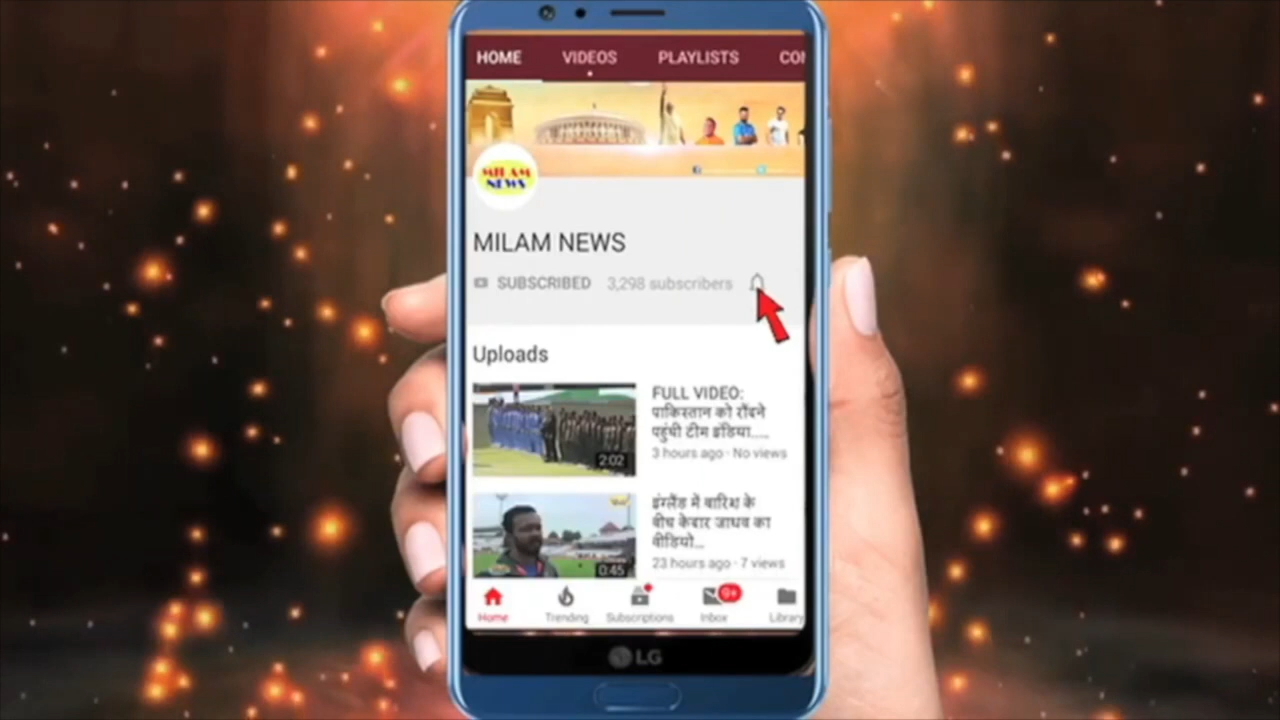 HOME VIDEOS PLAYLISTS
MILAM
NEWS
MILAM NEWS
SUBSCRIBED 3,298 subscribers
Uploads
FULL VIDEO:
पाकिस्तान को रौंदने
पहुंची टीम इंडिया.....
3 hours ago · No views
2:02
इंग्लैंड में बारिश के
बीच केदार जाधव का
वीडियो...
23 hours ago · 7 views
0:45
9+
Home Trending Subscriptions Inbox Library
LG